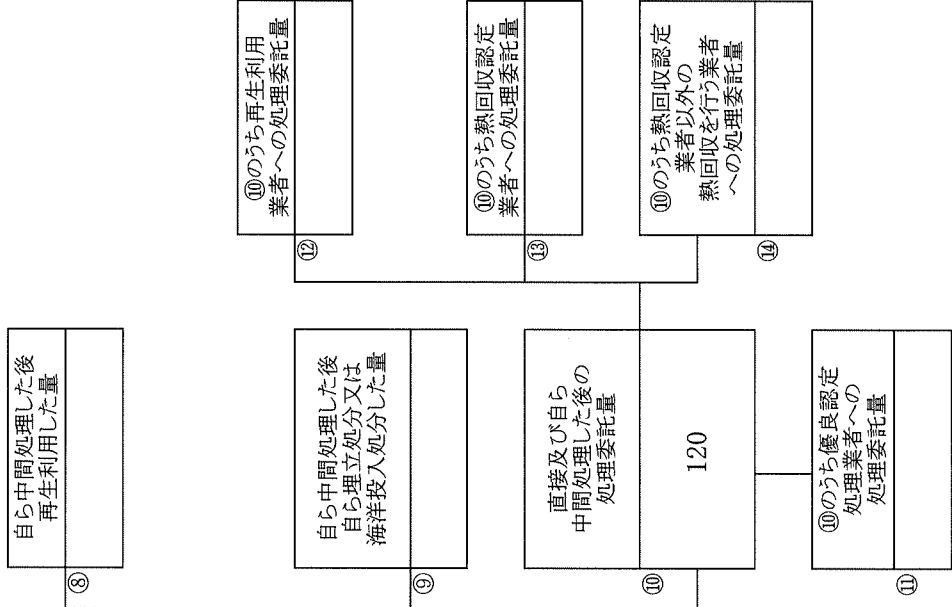 ⑧
自ら中間処理した後
再生利用した量
⑨
自ら中間処理した後
自ら埋立処分又は
海洋投入処分した量
⑩
直接及び自ら
中間処理した後の
処理委託量
120
⑪
⑩のうち優良認定
処理業者への
処理委託量
⑫
⑩のうち再生利用
業者への処理委託量
⑬
⑩のうち熱回収認定
業者への処理委託量
⑭
⑩のうち熱回収認定
業者以外の
熱回収を行う業者
への処理委託量